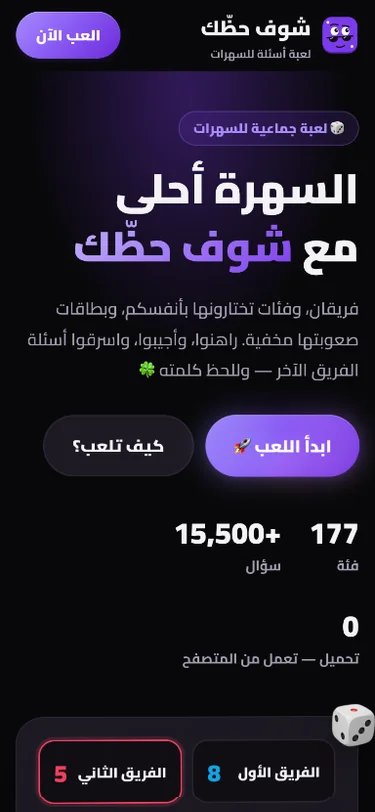 شوف حظّك
لعبة أسئلة للسهرات
العب الآن
🎲 لعبة جماعية للسهرات
السهرة أحلى
مع شوف حظّك
فريقان، وفئات تختارونها بأنفسكم، وبطاقات
صعوبتها مخفية. راهنوا، وأجيبوا، واسرقوا أسئلة
الفريق الآخر — وللحظ كلمته 🍀
ابدأ اللعب 🚀
كيف تلعب؟
177
فئة
15,500+
سؤال
0
تحميل — تعمل من المتصفح
الفريق الأول 8
الفريق الثاني 5